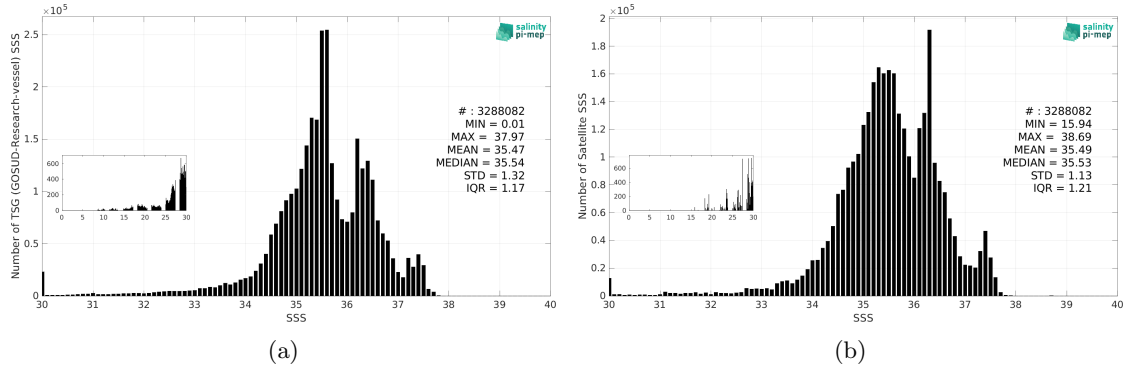 ×10⁵
salinity
pi-mep
Number of TSG (GOSUD-Research-vessel) SSS
2.5
2
1.5
1
0.5
0
# : 3288082
MIN = 0.01
MAX = 37.97
MEAN = 35.47
MEDIAN = 35.54
STD = 1.32
IQR = 1.17
600
400
200
0
0 5 10 15 20 25 30
30 31 32 33 34 35 36 37 38 39 40
SSS
(a)
×10⁵
salinity
pi-mep
Number of Satellite SSS
2
1.8
1.6
1.4
1.2
1
0.8
0.6
0.4
0.2
0
# : 3288082
MIN = 15.94
MAX = 38.69
MEAN = 35.49
MEDIAN = 35.53
STD = 1.13
IQR = 1.21
600
400
200
0
0 5 10 15 20 25 30
30 31 32 33 34 35 36 37 38 39 40
SSS
(b)